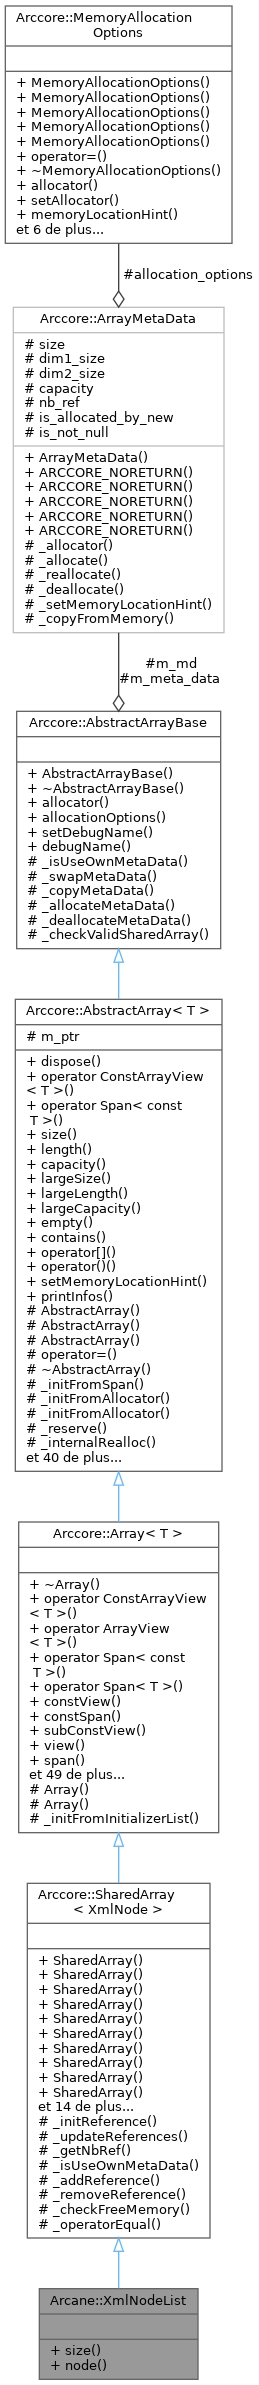 Arccore::MemoryAllocation
Options
+ MemoryAllocationOptions()
+ MemoryAllocationOptions()
+ MemoryAllocationOptions()
+ MemoryAllocationOptions()
+ MemoryAllocationOptions()
+ operator=()
+ ~MemoryAllocationOptions()
+ allocator()
+ setAllocator()
+ memoryLocationHint()
et 6 de plus...
#allocation_options
Arccore::ArrayMetaData
# size
# dim1_size
# dim2_size
# capacity
# nb_ref
# is_allocated_by_new
# is_not_null
+ ArrayMetaData()
+ ARCCORE_NORETURN()
+ ARCCORE_NORETURN()
+ ARCCORE_NORETURN()
+ ARCCORE_NORETURN()
+ ARCCORE_NORETURN()
# _allocator()
# _allocate()
# _reallocate()
# _deallocate()
# _setMemoryLocationHint()
# _copyFromMemory()
#m_md
#m_meta_data
Arccore::AbstractArrayBase
+ AbstractArrayBase()
+ ~AbstractArrayBase()
+ allocator()
+ allocationOptions()
+ setDebugName()
+ debugName()
# _isUseOwnMetaData()
# _swapMetaData()
# _copyMetaData()
# _allocateMetaData()
# _deallocateMetaData()
# _checkValidSharedArray()
Arccore::AbstractArray< T >
# m_ptr
+ dispose()
+ operator ConstArrayView
< T >()
+ operator Span< const
T >()
+ size()
+ length()
+ capacity()
+ largeSize()
+ largeLength()
+ largeCapacity()
+ empty()
+ contains()
+ operator[]()
+ operator()()
+ setMemoryLocationHint()
+ printInfos()
# AbstractArray()
# AbstractArray()
# AbstractArray()
# operator=()
# ~AbstractArray()
# _initFromSpan()
# _initFromAllocator()
# _initFromAllocator()
# _reserve()
# _internalRealloc()
et 40 de plus...
Arccore::Array< T >
+ ~Array()
+ operator ConstArrayView
< T >()
+ operator ArrayView
< T >()
+ operator Span< const
T >()
+ operator Span< T >()
+ constView()
+ constSpan()
+ subConstView()
+ view()
+ span()
et 49 de plus...
# Array()
# Array()
# _initFromInitializerList()
Arccore::SharedArray
< XmlNode >
+ SharedArray()
+ SharedArray()
+ SharedArray()
+ SharedArray()
+ SharedArray()
+ SharedArray()
+ SharedArray()
+ SharedArray()
+ SharedArray()
+ SharedArray()
et 14 de plus...
# _initReference()
# _updateReferences()
# _getNbRef()
# _isUseOwnMetaData()
# _addReference()
# _removeReference()
# _checkFreeMemory()
# _operatorEqual()
Arcane::XmlNodeList
+ size()
+ node()